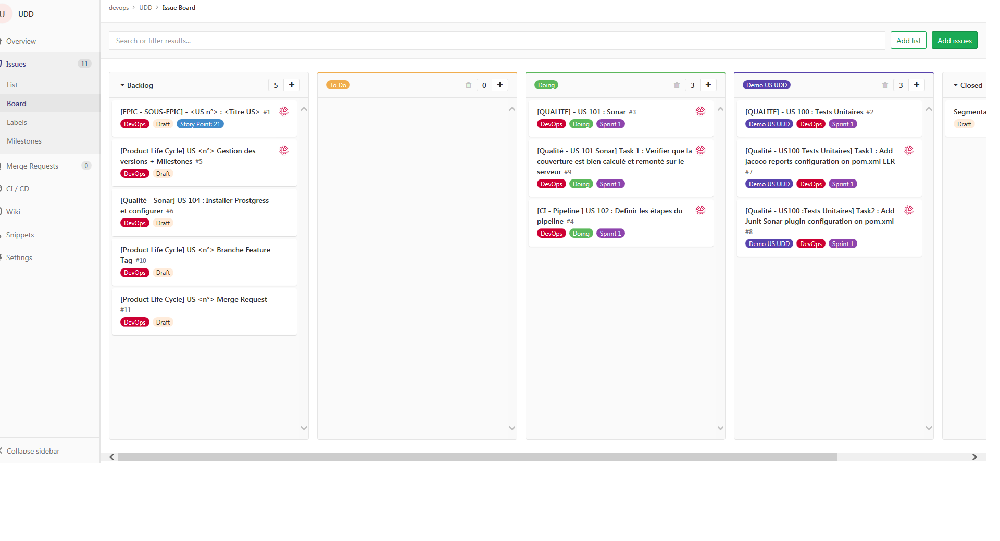 U UDD
Overview
Issues 11
List
Board
Labels
Milestones
Merge Requests 0
CI / CD
Wiki
Snippets
Settings
Collapse sidebar
devops > UDD > Issue Board
Search or filter results...
Add list
Add issues
Backlog 5
[EPIC - SOUS-EPIC] - <US n°> : <Titre US> #1
DevOps Draft Story Point: 21
[Product Life Cycle] US <n°> Gestion des
versions + Milestones #5
DevOps Draft
[Qualité - Sonar] US 104 : Installer Prostgress
et configurer #6
DevOps Draft
[Product Life Cycle] US <n°> Branche Feature
Tag #10
DevOps Draft
[Product Life Cycle] US <n°> Merge Request
#11
DevOps Draft
To Do 0
Doing 3
[QUALITE] - US 101 : Sonar #3
DevOps Doing Sprint 1
[Qualité - US 101 Sonar] Task 1 : Verifier que la
couverture est bien calculé et remonté sur le
serveur #9
DevOps Doing Sprint 1
[CI - Pipeline ] US 102 : Definir les étapes du
pipeline #4
DevOps Doing Sprint 1
Demo US UDD 3
[QUALITE] - US 100 : Tests Unitaires #2
Demo US UDD DevOps Sprint 1
[Qualité - US100 Tests Unitaires] Task1 : Add
jacoco reports configuration on pom.xml EER
#7
Demo US UDD DevOps Sprint 1
[Qualité - US100 :Tests Unitaires] Task2 : Add
Junit Sonar plugin configuration on pom.xml
#8
Demo US UDD DevOps Sprint 1
Closed
Segmenta
Draft